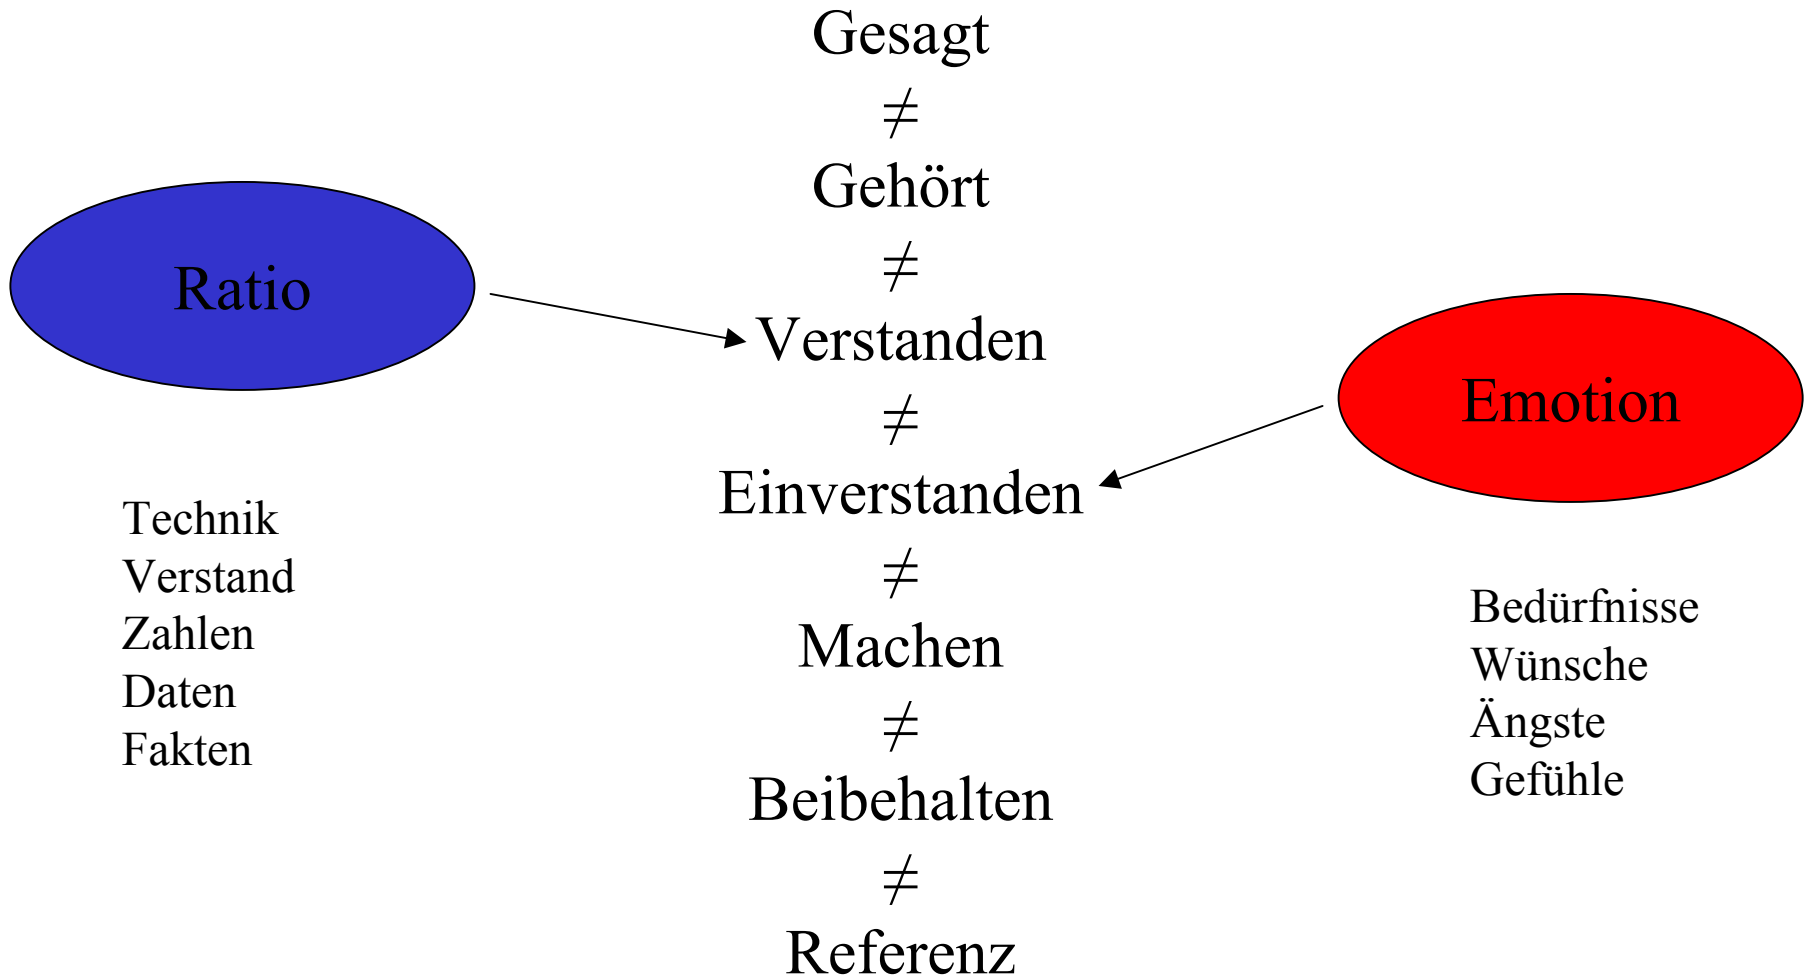 Gesagt
≠
Gehört
≠
Verstanden
≠
Einverstanden
≠
Machen
≠
Beibehalten
≠
Referenz
Ratio
Technik
Verstand
Zahlen
Daten
Fakten
Emotion
Bedürfnisse
Wünsche
Ängste
Gefühle